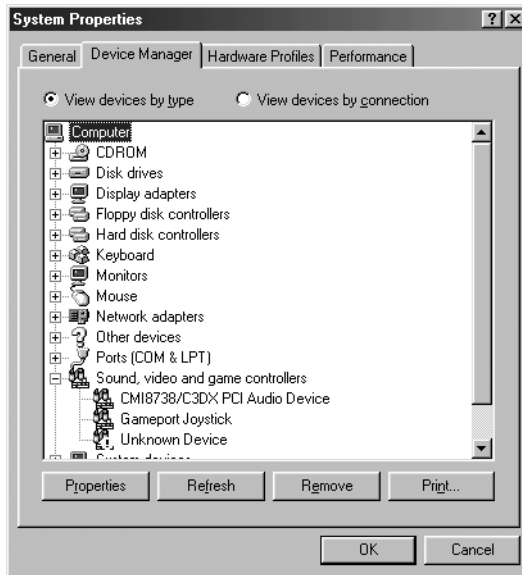 System Properties
General Device Manager Hardware Profiles Performance
View devices by type View devices by connection
Computer
CDROM
Disk drives
Display adapters
Floppy disk controllers
Hard disk controllers
Keyboard
Monitors
Mouse
Network adapters
Other devices
Ports (COM & LPT)
Sound, video and game controllers
CMI8738/C3DX PCI Audio Device
Gameport Joystick
Unknown Device
System devices
Properties Refresh Remove Print...
OK Cancel